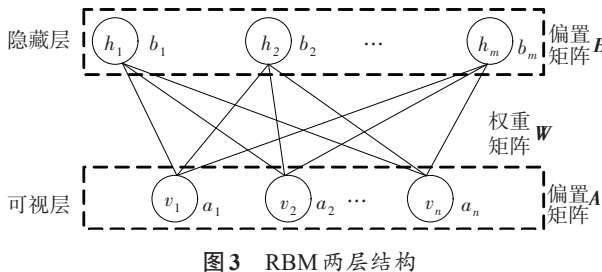 隐藏层 h1 b1 h2 b2 … hm bm 偏置
矩阵B
权重
矩阵W
可视层 v1 a1 v2 a2 … vn an 偏置
矩阵A
图3 RBM两层结构